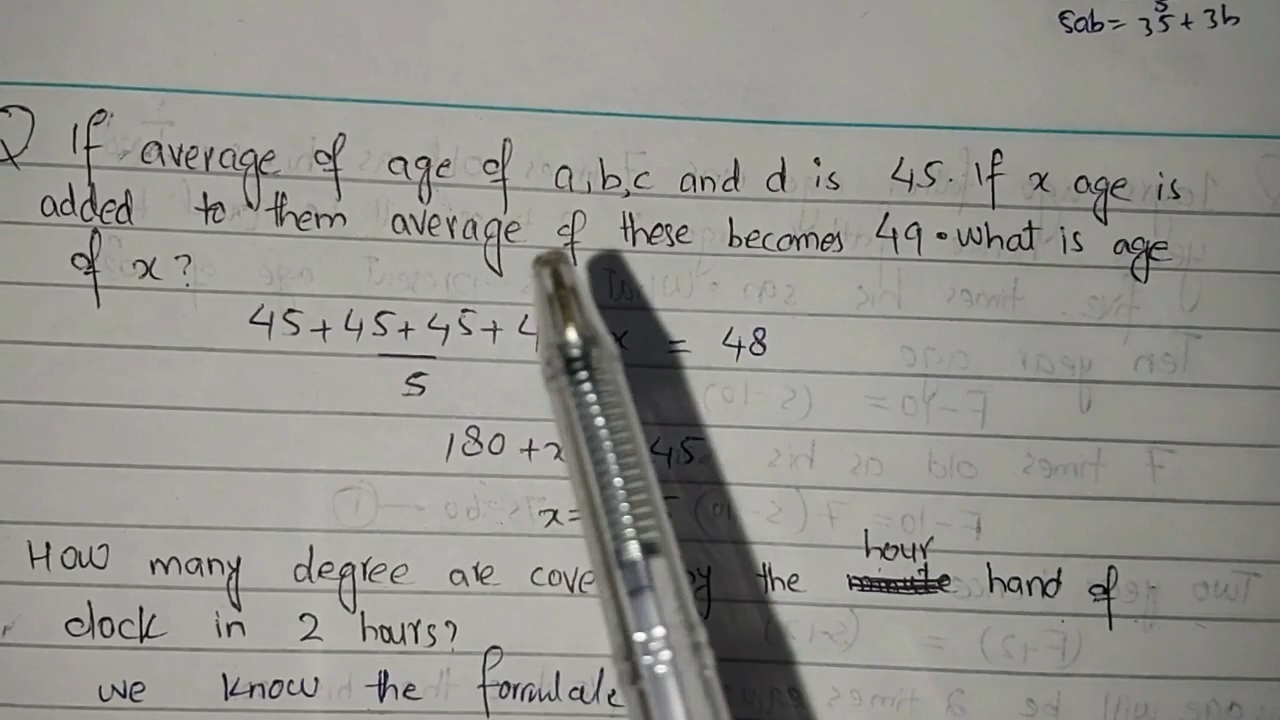 5ab = 35 + 3b
Q If average of age of a,b,c and d is 45. If x age is
added to them average of these becomes 49. what is age
of x?
45+45+45+4 x = 48
5
180+x 45
x=
How many degree are cove by the hour hand of
clock in 2 hours?
we know the